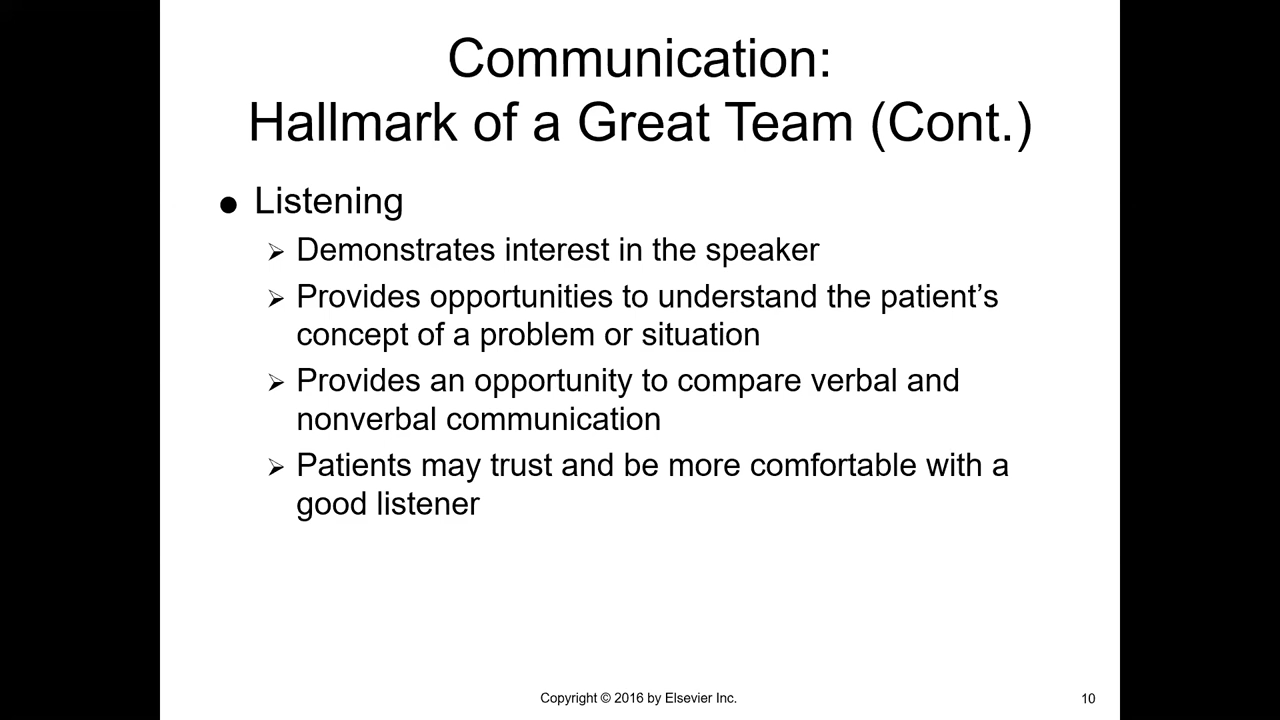 Communication:
Hallmark of a Great Team (Cont.)
● Listening
➢ Demonstrates interest in the speaker
➢ Provides opportunities to understand the patient’s
concept of a problem or situation
➢ Provides an opportunity to compare verbal and
nonverbal communication
➢ Patients may trust and be more comfortable with a
good listener
Copyright © 2016 by Elsevier Inc.
10